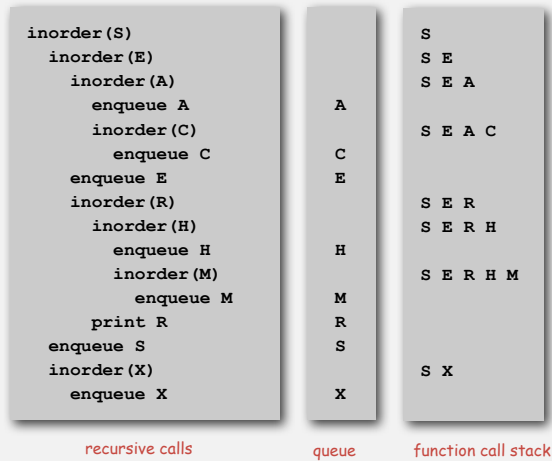 inorder(S) S
inorder(E) S E
inorder(A) S E A
enqueue A A
inorder(C) S E A C
enqueue C C
enqueue E E
inorder(R) S E R
inorder(H) S E R H
enqueue H H
inorder(M) S E R H M
enqueue M M
print R R
enqueue S S
inorder(X) S X
enqueue X X
recursive calls queue function call stack